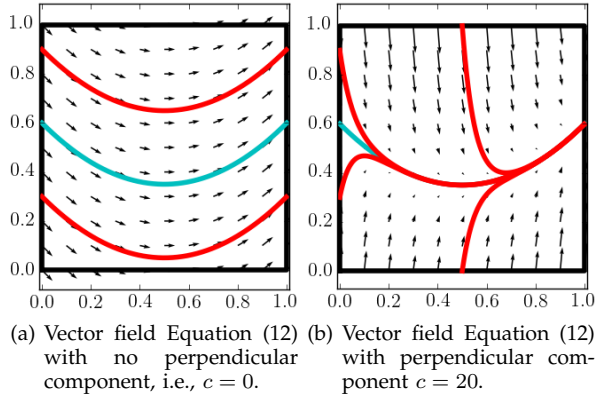 1.0
0.8
0.6
0.4
0.2
0.0
0.0 0.2 0.4 0.6 0.8 1.0
(a) Vector field Equation (12)
with no perpendicular
component, i.e., c = 0.
1.0
0.8
0.6
0.4
0.2
0.0
0.0 0.2 0.4 0.6 0.8 1.0
(b) Vector field Equation (12)
with perpendicular com-
ponent c = 20.